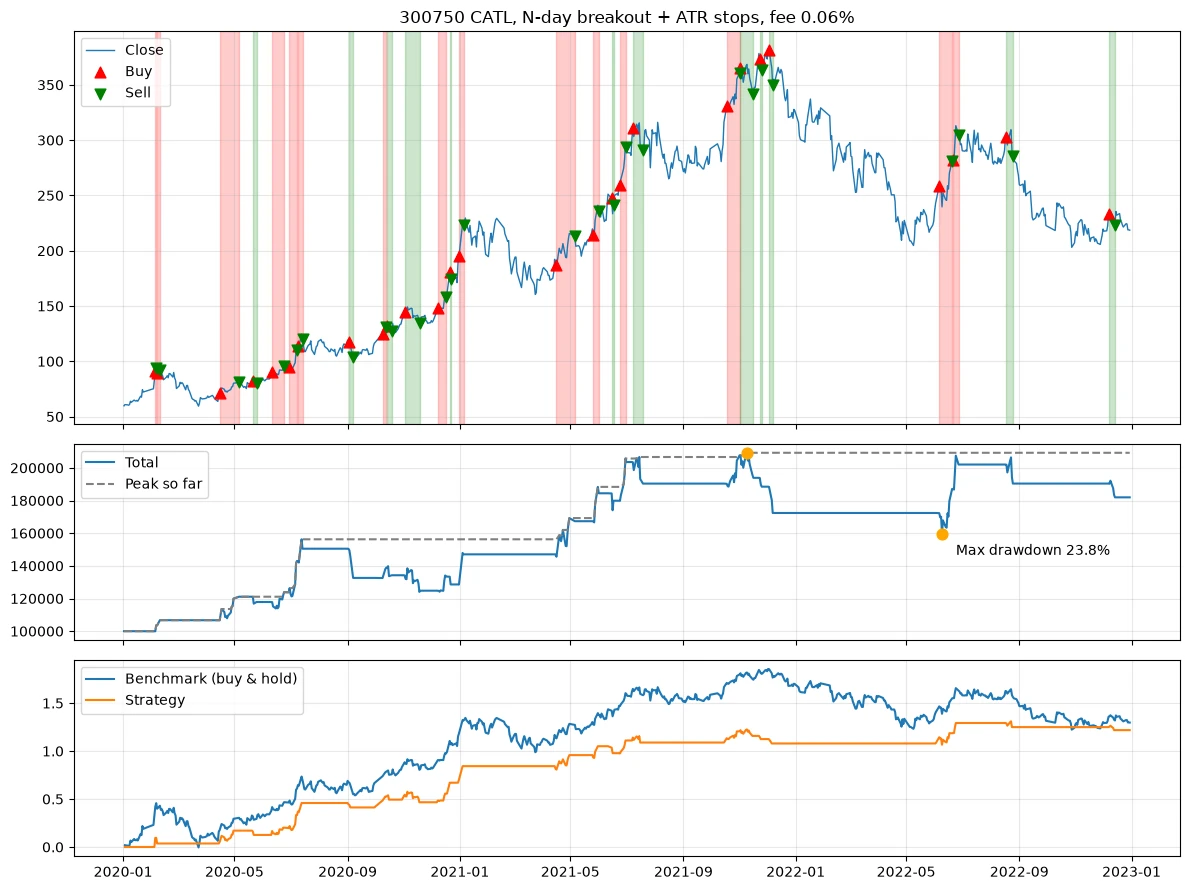 300750 CATL, N-day breakout + ATR stops, fee 0.06%
Close
Buy
Sell
350
300
250
200
150
100
50
Total
Peak so far
200000
180000
160000
140000
120000
100000
Max drawdown 23.8%
Benchmark (buy & hold)
Strategy
1.5
1.0
0.5
0.0
2020-01 2020-05 2020-09 2021-01 2021-05 2021-09 2022-01 2022-05 2022-09 2023-01